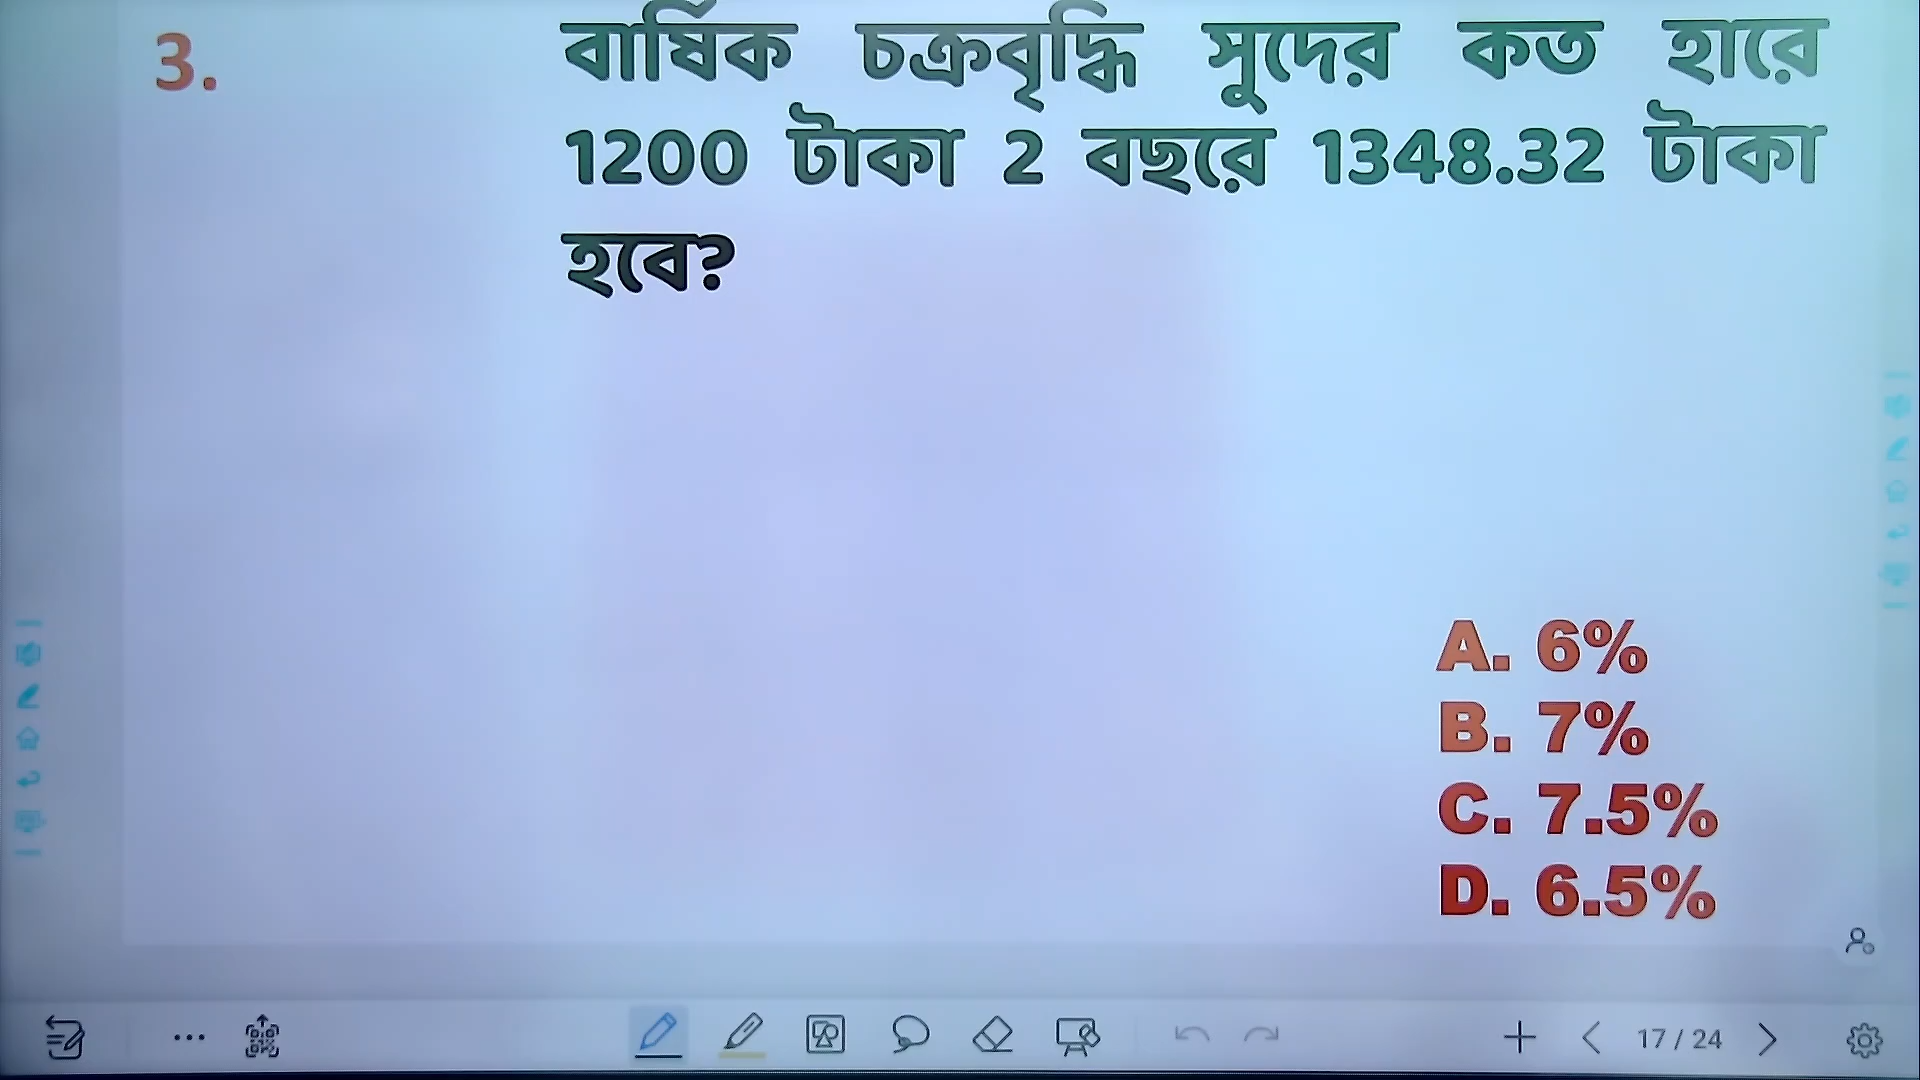 3. বার্ষিক চক্রবৃদ্ধি সুদের কত হারে
1200 টাকা 2 বছরে 1348.32 টাকা
হবে?
A. 6%
B. 7%
C. 7.5%
D. 6.5%
17 / 24